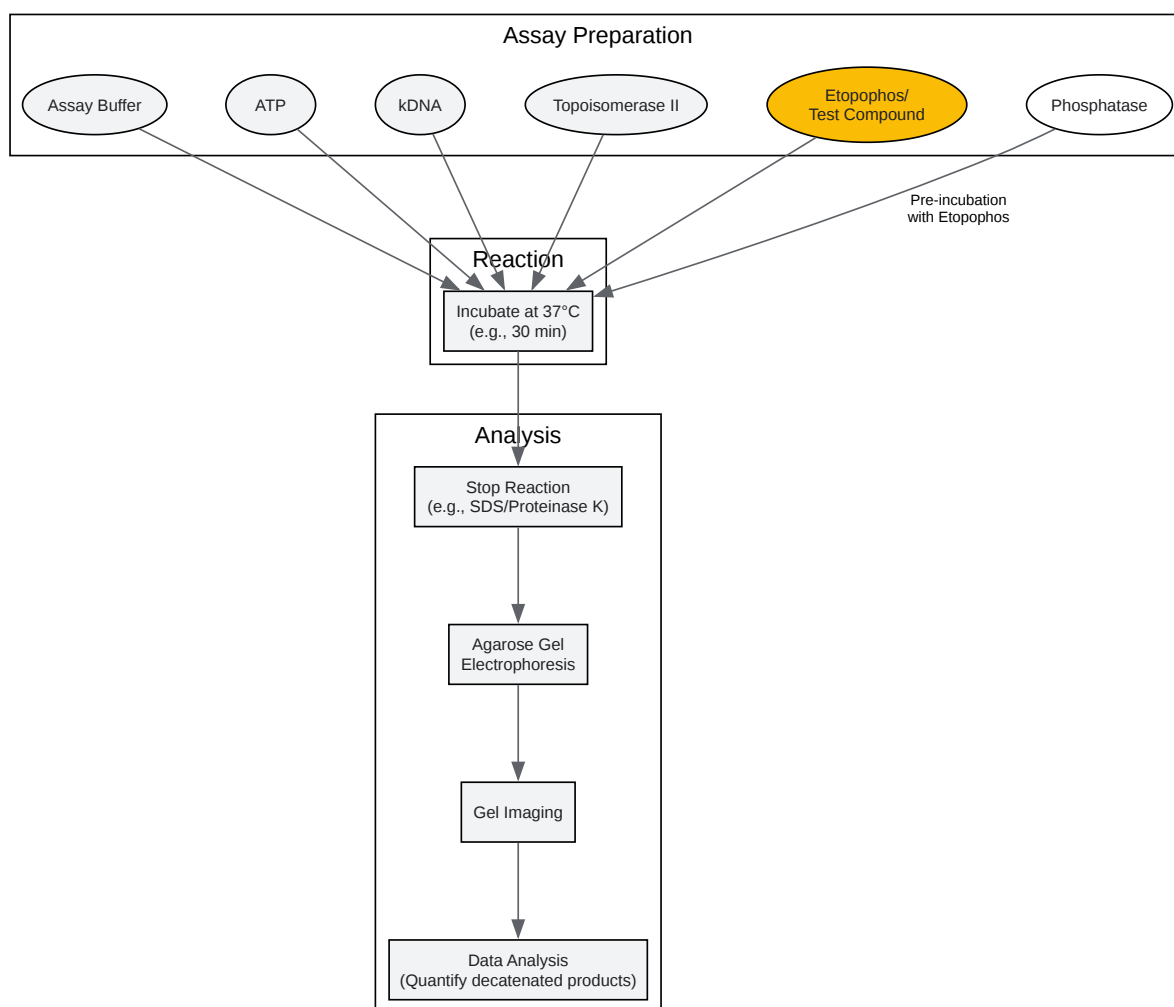 Assay Preparation
Assay Buffer
ATP
kDNA
Topoisomerase II
Etopophos/
Test Compound
Phosphatase
Pre-incubation
with Etopophos
Reaction
Incubate at 37°C
(e.g., 30 min)
Analysis
Stop Reaction
(e.g., SDS/Proteinase K)
Agarose Gel
Electrophoresis
Gel Imaging
Data Analysis
(Quantify decatenated products)